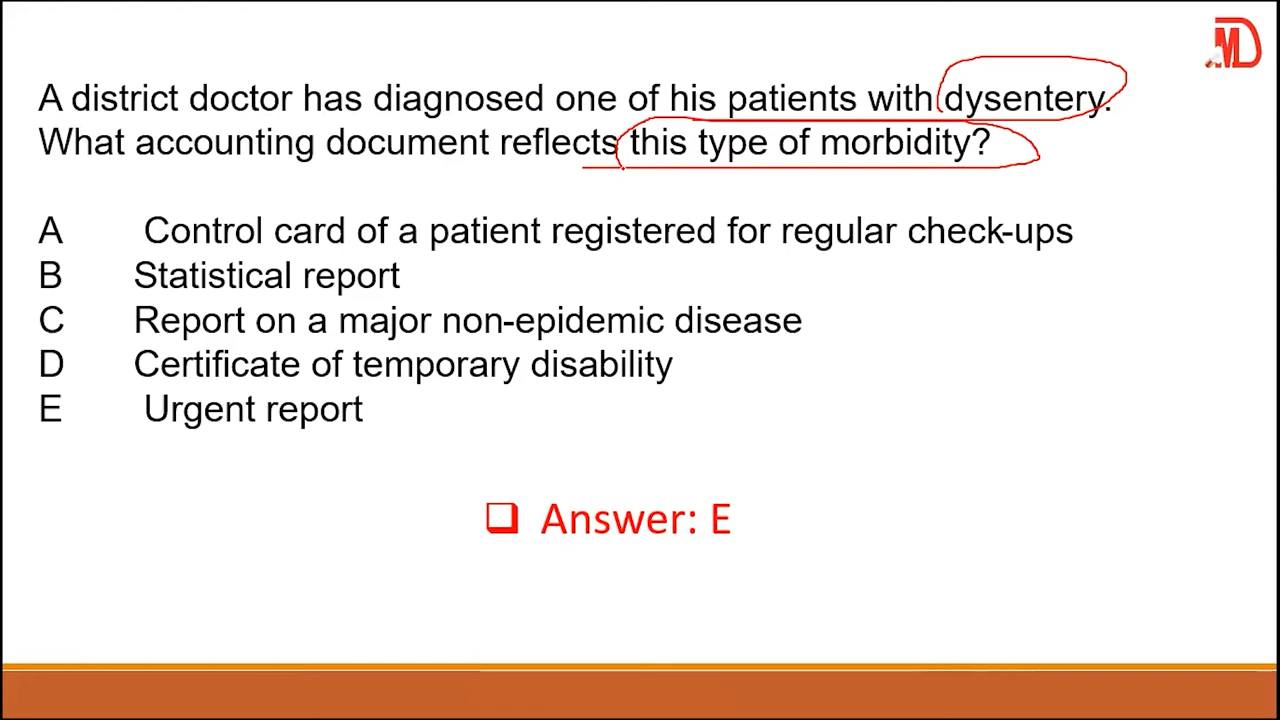 MD
A district doctor has diagnosed one of his patients with dysentery.
What accounting document reflects this type of morbidity?
A Control card of a patient registered for regular check-ups
B Statistical report
C Report on a major non-epidemic disease
D Certificate of temporary disability
E Urgent report
Answer: E